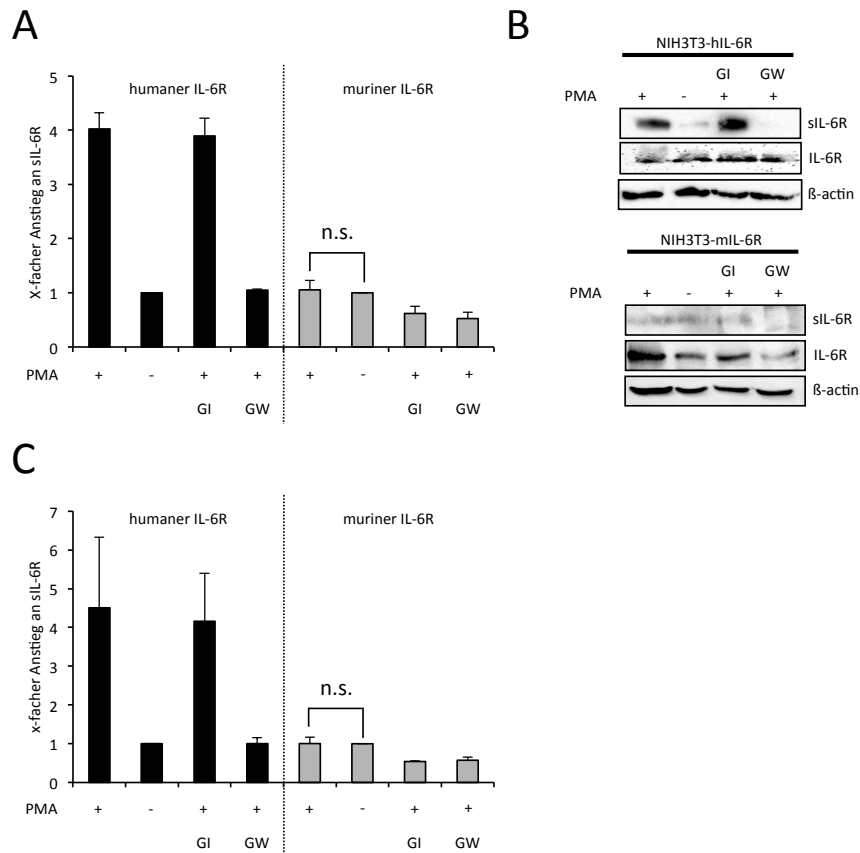 A
X-facher Anstieg an sIL-6R
5
4
3
2
1
0
humaner IL-6R
muriner IL-6R
n.s.
PMA + - + + + - + +
GI GW GI GW
B
NIH3T3-hIL-6R
GI GW
PMA + - + +
sIL-6R
IL-6R
ß-actin
NIH3T3-mIL-6R
GI GW
PMA + - + +
sIL-6R
IL-6R
ß-actin
C
x-facher Anstieg an sIL-6R
7
6
5
4
3
2
1
0
humaner IL-6R
muriner IL-6R
n.s.
PMA + - + + + - + +
GI GW GI GW